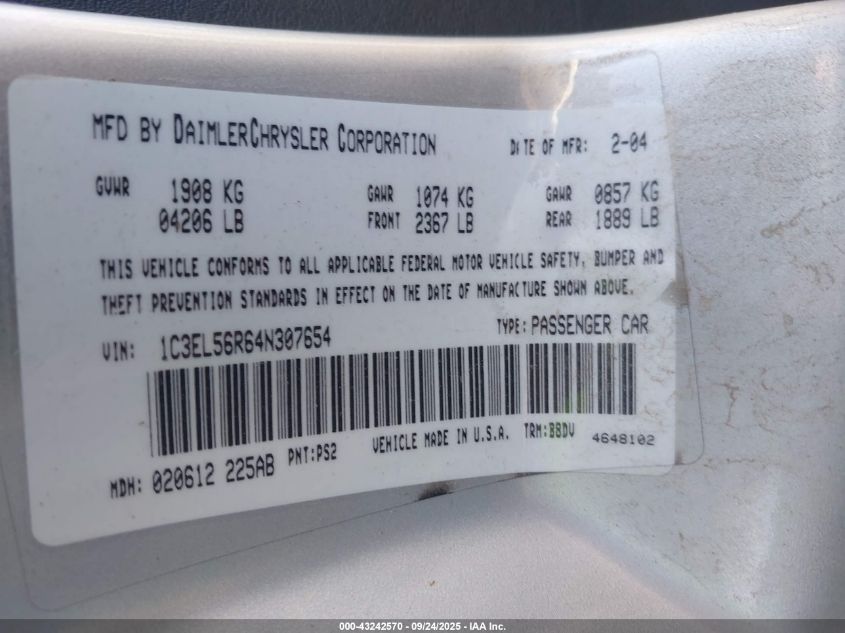 MFD BY DAIMLERCHRYSLER CORPORATION DATE OF MFR: 2-04
GVWR 1908 KG GAWR 1074 KG GAWR 0857 KG
04206 LB FRONT 2367 LB REAR 1889 LB
THIS VEHICLE CONFORMS TO ALL APPLICABLE FEDERAL MOTOR VEHICLE SAFETY, BUMPER AND
THEFT PREVENTION STANDARDS IN EFFECT ON THE DATE OF MANUFACTURE SHOWN ABOVE.
VIN: 1C3EL56R64N307654 TYPE: PASSENGER CAR
MDH: 020612 225AB PNT:PS2 VEHICLE MADE IN U.S.A. TRM:B8DV 4648102
000-43242570 - 09/24/2025 - IAA Inc.